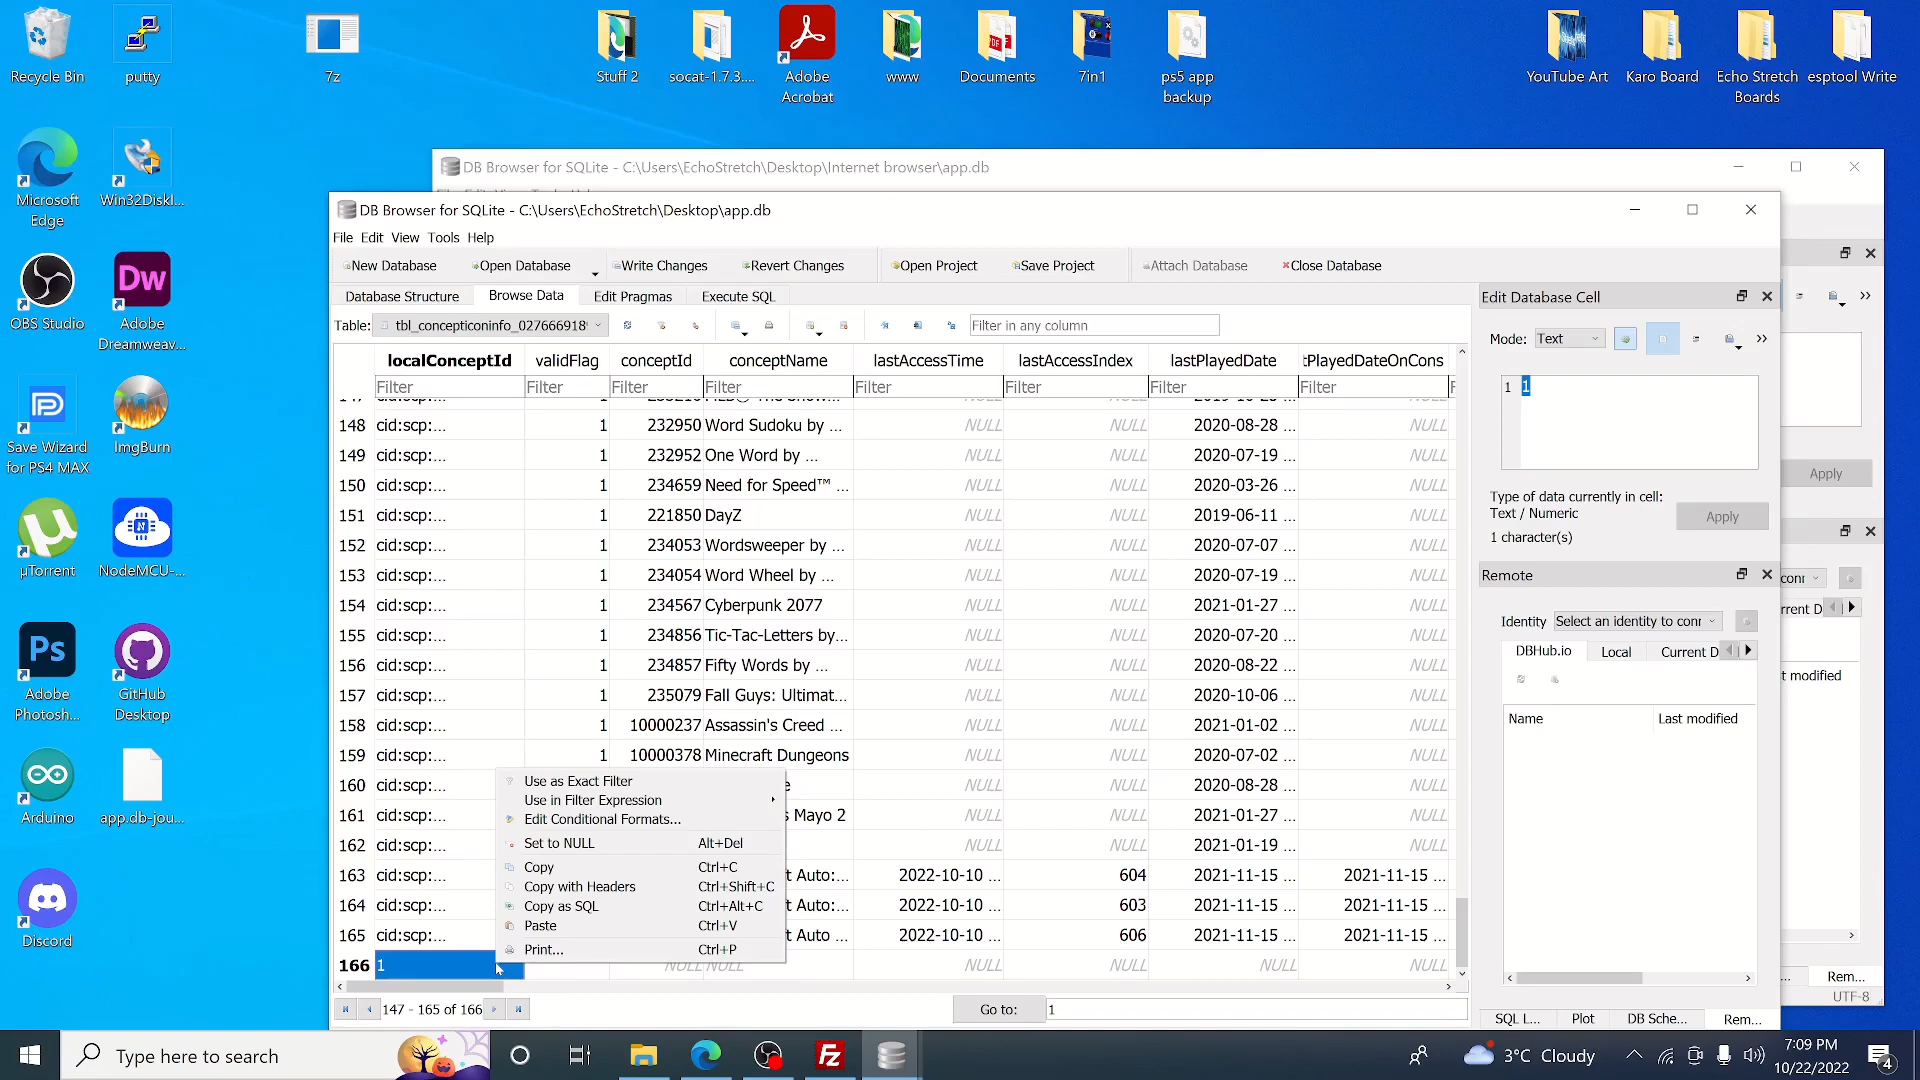 Recycle Bin
putty
7z
Stuff 2
socat-1.7.3....
Adobe
Acrobat
www
Documents
7in1
ps5 app
backup
YouTube Art
Karo Board
Echo Stretch
Boards
esptool Write
Microsoft
Edge
Win32DiskI...
OBS Studio
Adobe
Dreamweav...
Save Wizard
for PS4 MAX
ImgBurn
µTorrent
NodeMCU-...
Adobe
Photosh...
GitHub
Desktop
Arduino
app.db-jou...
Discord
DB Browser for SQLite - C:\Users\EchoStretch\Desktop\Internet browser\app.db
DB Browser for SQLite - C:\Users\EchoStretch\Desktop\app.db
File Edit View Tools Help
New Database Open Database Write Changes Revert Changes Open Project Save Project Attach Database Close Database
Database Structure Browse Data Edit Pragmas Execute SQL
Table: tbl_concepticoninfo_027666918 Filter in any column
localConceptId validFlag conceptId conceptName lastAccessTime lastAccessIndex lastPlayedDate tPlayedDateOnCons
Filter Filter Filter Filter Filter Filter Filter Filter
148 cid:scp:... 1 232950 Word Sudoku by ... NULL NULL 2020-08-28 ... NULL
149 cid:scp:... 1 232952 One Word by ... NULL NULL 2020-07-19 ... NULL
150 cid:scp:... 1 234659 Need for Speed™ ... NULL NULL 2020-03-26 ... NULL
151 cid:scp:... 1 221850 DayZ NULL NULL 2019-06-11 ... NULL
152 cid:scp:... 1 234053 Wordsweeper by ... NULL NULL 2020-07-07 ... NULL
153 cid:scp:... 1 234054 Word Wheel by ... NULL NULL 2020-07-19 ... NULL
154 cid:scp:... 1 234567 Cyberpunk 2077 NULL NULL 2021-01-27 ... NULL
155 cid:scp:... 1 234856 Tic-Tac-Letters by... NULL NULL 2020-07-20 ... NULL
156 cid:scp:... 1 234857 Fifty Words by ... NULL NULL 2020-08-22 ... NULL
157 cid:scp:... 1 235079 Fall Guys: Ultimat... NULL NULL 2020-10-06 ... NULL
158 cid:scp:... 1 10000237 Assassin's Creed ... NULL NULL 2021-01-02 ... NULL
159 cid:scp:... 1 10000378 Minecraft Dungeons NULL NULL 2020-07-02 ... NULL
160 cid:scp:... e NULL NULL 2020-08-28 ... NULL
161 cid:scp:... s Mayo 2 NULL NULL 2021-01-27 ... NULL
162 cid:scp:... NULL NULL 2021-01-19 ... NULL
163 cid:scp:... t Auto:... 2022-10-10 ... 604 2021-11-15 ... 2021-11-15 ...
164 cid:scp:... t Auto:... 2022-10-10 ... 603 2021-11-15 ... 2021-11-15 ...
165 cid:scp:... t Auto ... 2022-10-10 ... 606 2021-11-15 ... 2021-11-15 ...
166 1 NULL NULL NULL NULL NULL NULL
Use as Exact Filter
Use in Filter Expression
Edit Conditional Formats...
Set to NULL Alt+Del
Copy Ctrl+C
Copy with Headers Ctrl+Shift+C
Copy as SQL Ctrl+Alt+C
Paste Ctrl+V
Print... Ctrl+P
147 - 165 of 166 Go to: 1
Edit Database Cell
Mode: Text
1 1
Type of data currently in cell:
Text / Numeric
1 character(s)
Apply
Apply
Remote
Identity Select an identity to conr
DBHub.io Local Current D
Name Last modified
SQL L... Plot DB Sche... Rem...
conr
rrent D
t modified
... Rem...
UTF-8
Type here to search
3°C Cloudy
7:09 PM
10/22/2022
4